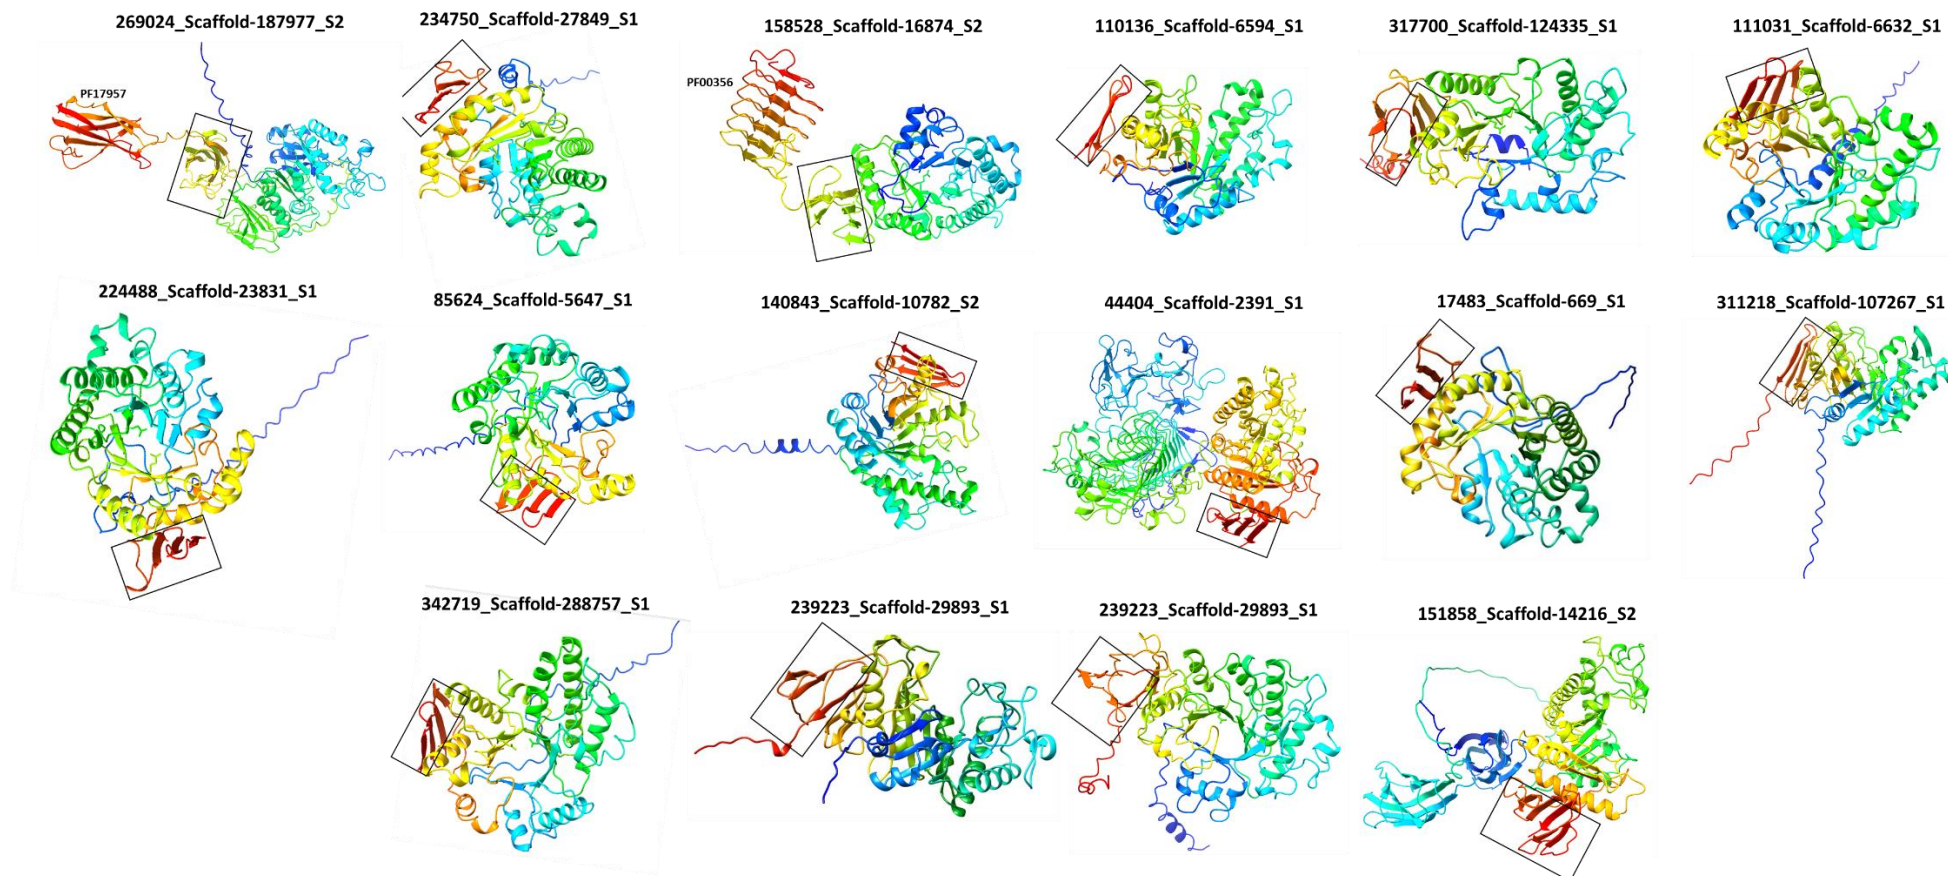 269024_Scaffold-187977_S2
234750_Scaffold-27849_S1
158528_Scaffold-16874_S2
110136_Scaffold-6594_S1
317700_Scaffold-124335_S1
111031_Scaffold-6632_S1
PF17957
PF00356
224488_Scaffold-23831_S1
85624_Scaffold-5647_S1
140843_Scaffold-10782_S2
44404_Scaffold-2391_S1
17483_Scaffold-669_S1
311218_Scaffold-107267_S1
342719_Scaffold-288757_S1
239223_Scaffold-29893_S1
239223_Scaffold-29893_S1
151858_Scaffold-14216_S2